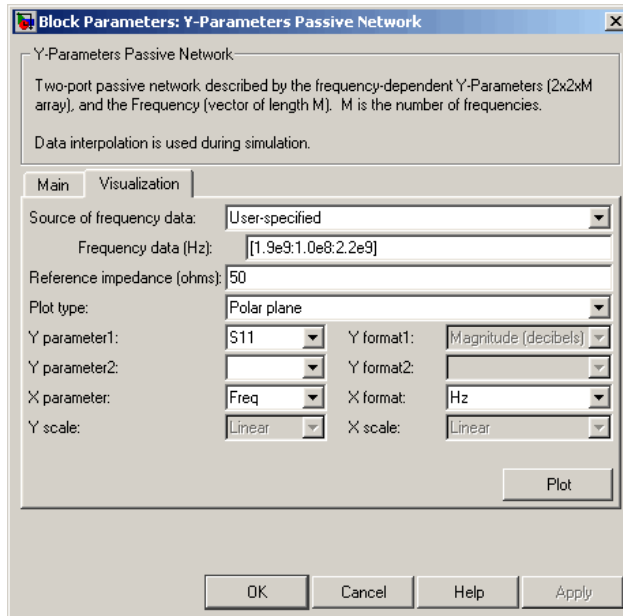 Block Parameters: Y-Parameters Passive Network
Y-Parameters Passive Network
Two-port passive network described by the frequency-dependent Y-Parameters (2x2xM
array), and the Frequency (vector of length M). M is the number of frequencies.
Data interpolation is used during simulation.
Main Visualization
Source of frequency data: User-specified
Frequency data (Hz): [1.9e9:1.0e8:2.2e9]
Reference impedance (ohms): 50
Plot type: Polar plane
Y parameter1: S11 Y format1: Magnitude (decibels)
Y parameter2: Y format2:
X parameter: Freq X format: Hz
Y scale: Linear X scale: Linear
Plot
OK Cancel Help Apply